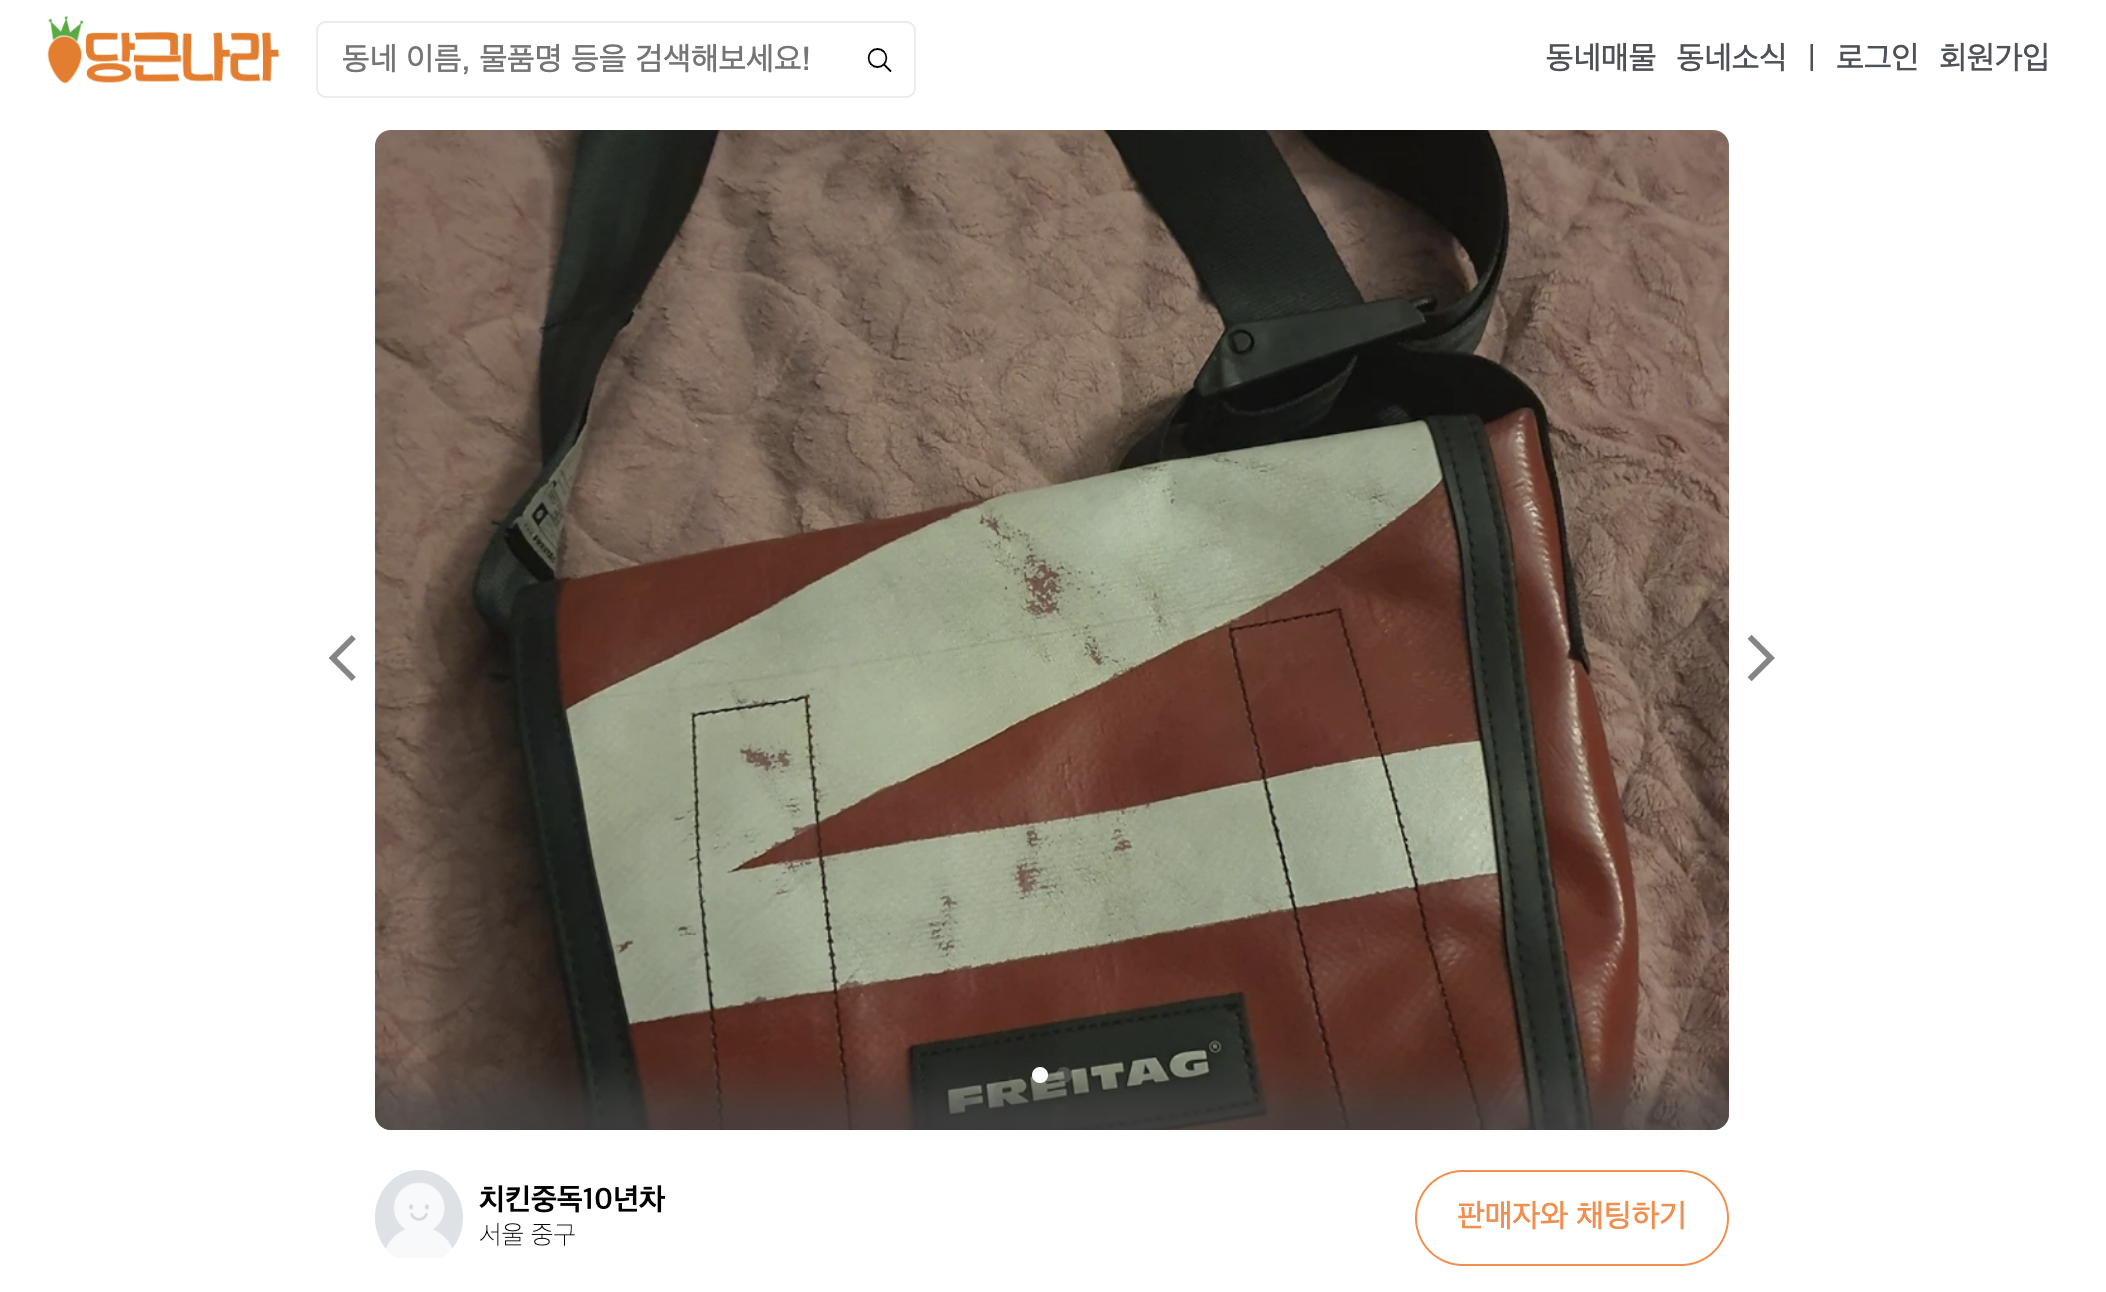 당근나라
동네 이름, 물품명 등을 검색해보세요!
동네매물 동네소식 | 로그인 회원가입
FREITAG®
치킨중독10년차
서울 중구
판매자와 채팅하기